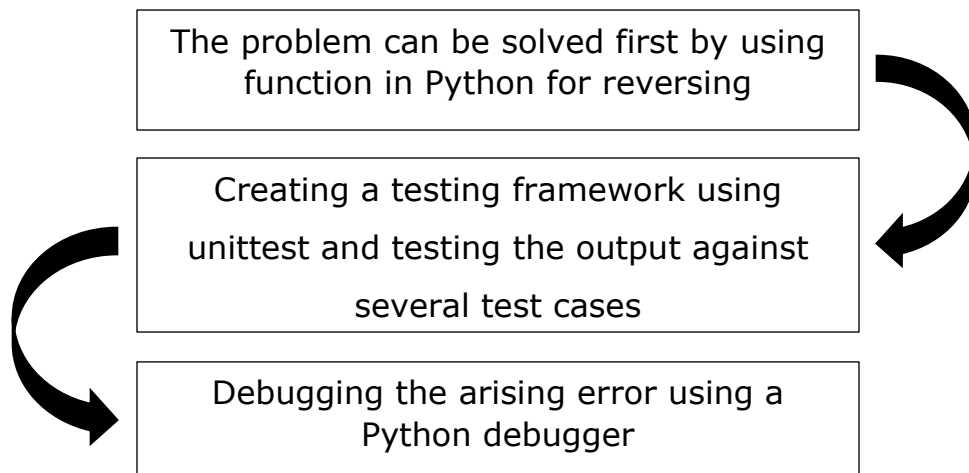 The problem can be solved first by using
function in Python for reversing
Creating a testing framework using
unittest and testing the output against
several test cases
Debugging the arising error using a
Python debugger